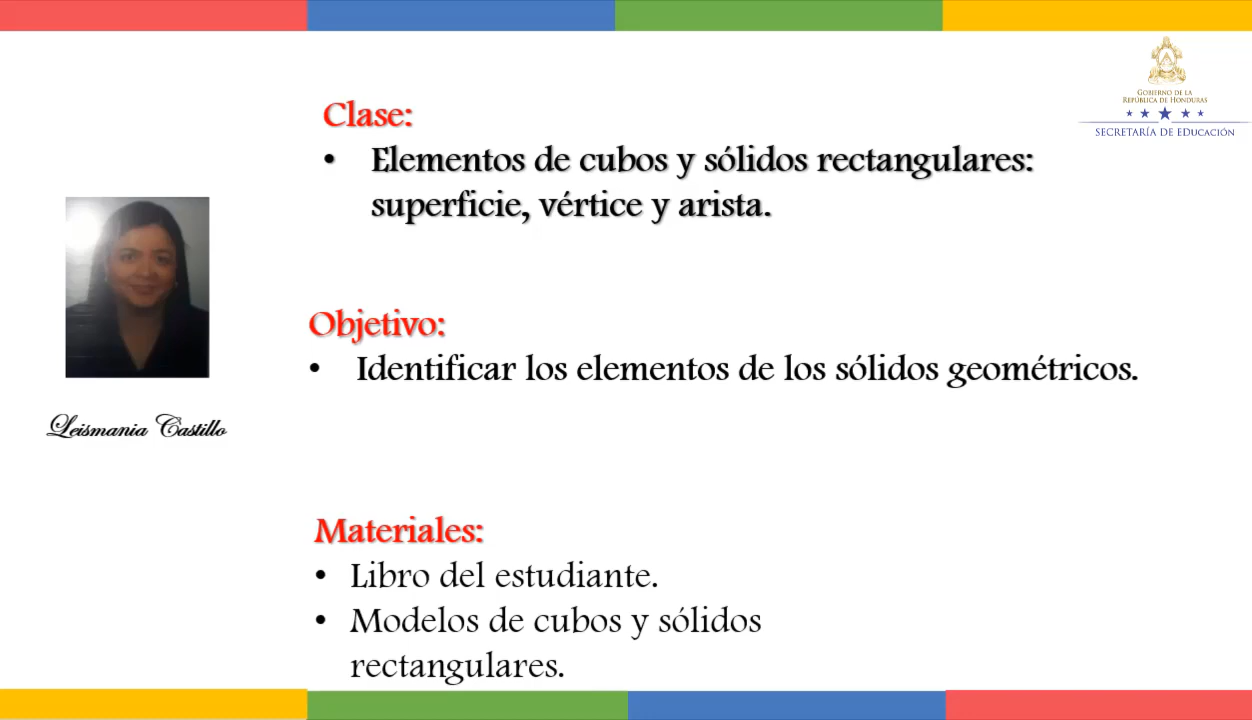 GOBIERNO DE LA
REPÚBLICA DE HONDURAS
SECRETARÍA DE EDUCACIÓN
Clase:
• Elementos de cubos y sólidos rectangulares:
superficie, vértice y arista.
Objetivo:
• Identificar los elementos de los sólidos geométricos.
Leismania Castillo
Materiales:
• Libro del estudiante.
• Modelos de cubos y sólidos
rectangulares.